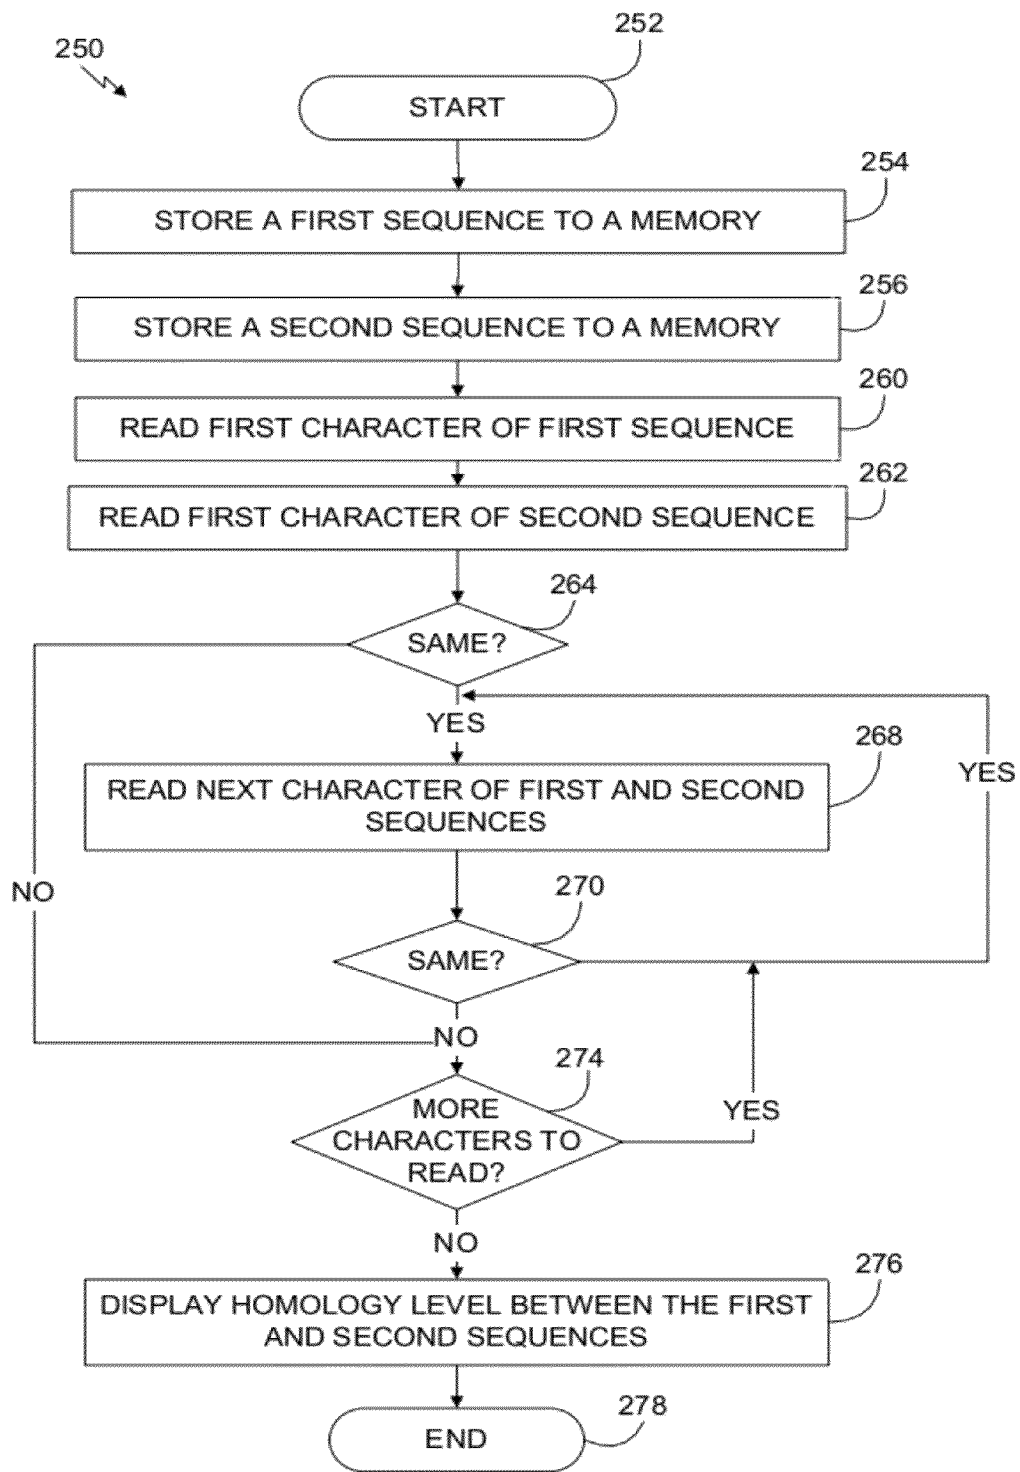 250
252
START
254
STORE A FIRST SEQUENCE TO A MEMORY
256
STORE A SECOND SEQUENCE TO A MEMORY
260
READ FIRST CHARACTER OF FIRST SEQUENCE
262
READ FIRST CHARACTER OF SECOND SEQUENCE
264
SAME?
YES
268
YES
READ NEXT CHARACTER OF FIRST AND SECOND
SEQUENCES
NO
270
SAME?
NO
274
MORE
CHARACTERS TO
READ?
YES
NO
276
DISPLAY HOMOLOGY LEVEL BETWEEN THE FIRST
AND SECOND SEQUENCES
278
END